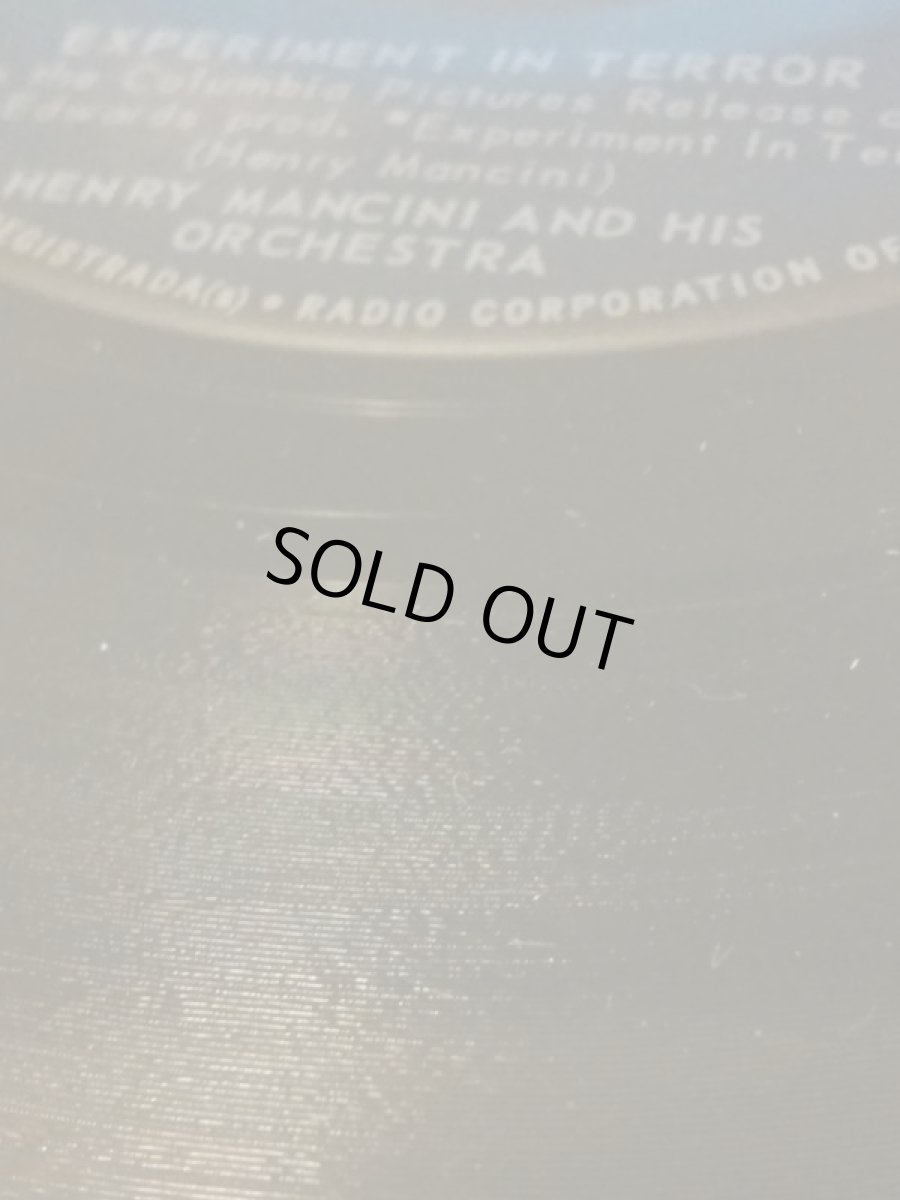 EXPERIMENT IN TERROR
the Columbia Pictures Release
Edwards prod. "Experiment In
(Henry Mancini)
HENRY MANCINI AND HIS
ORCHESTRA
REGISTRADA(s) • RADIO CORPORATION OF
SOLD OUT